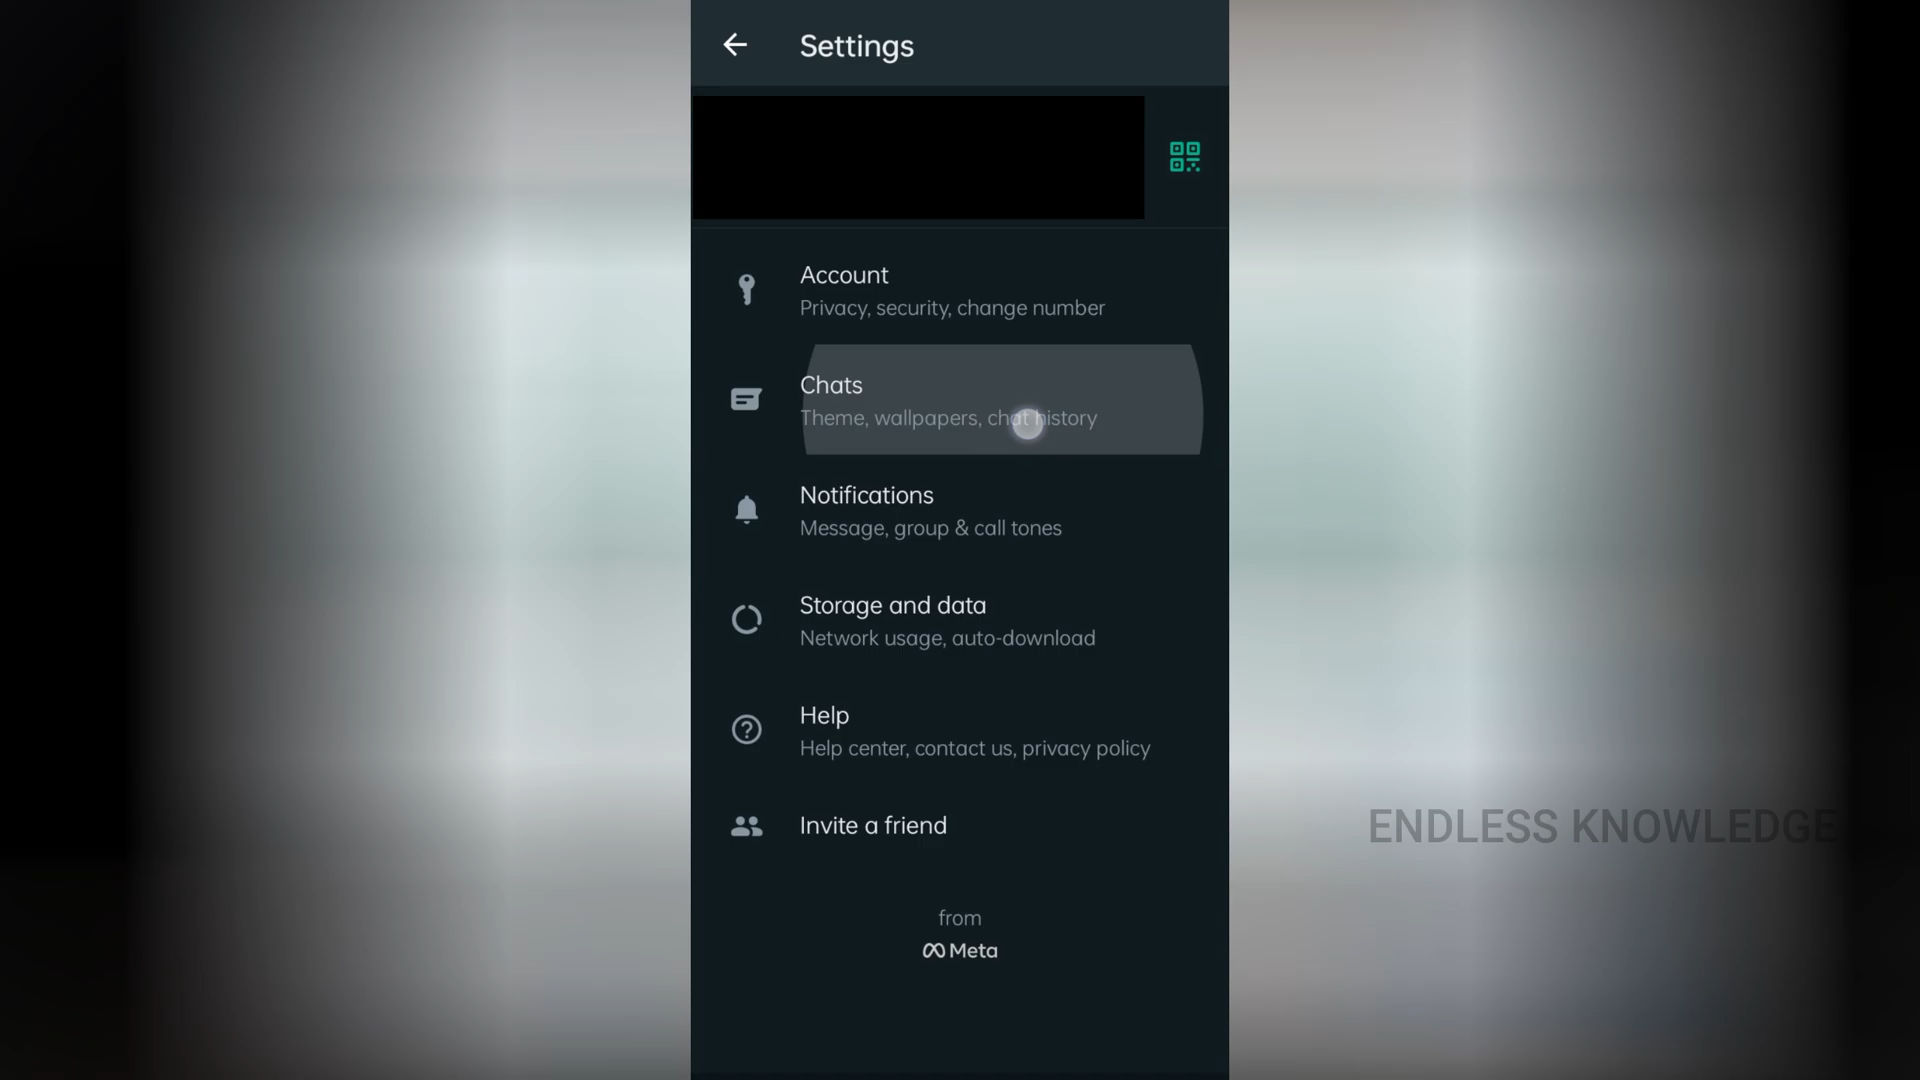 Settings
Account
Privacy, security, change number
Chats
Theme, wallpapers, chat history
Notifications
Message, group & call tones
Storage and data
Network usage, auto-download
Help
Help center, contact us, privacy policy
Invite a friend
from
Meta
ENDLESS KNOWLEDGE